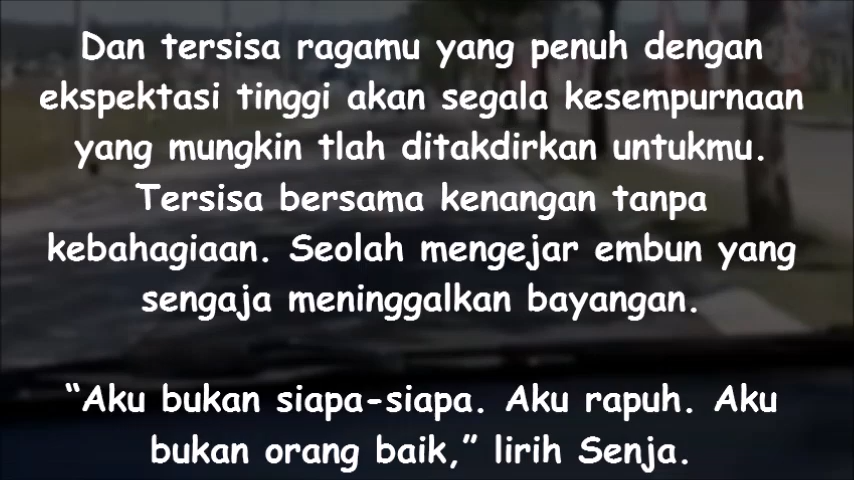 Dan tersisa ragamu yang penuh dengan
ekspektasi tinggi akan segala kesempurnaan
yang mungkin tlah ditakdirkan untukmu.
Tersisa bersama kenangan tanpa
kebahagiaan. Seolah mengejar embun yang
sengaja meninggalkan bayangan.
“Aku bukan siapa-siapa. Aku rapuh. Aku
bukan orang baik,” lirih Senja.